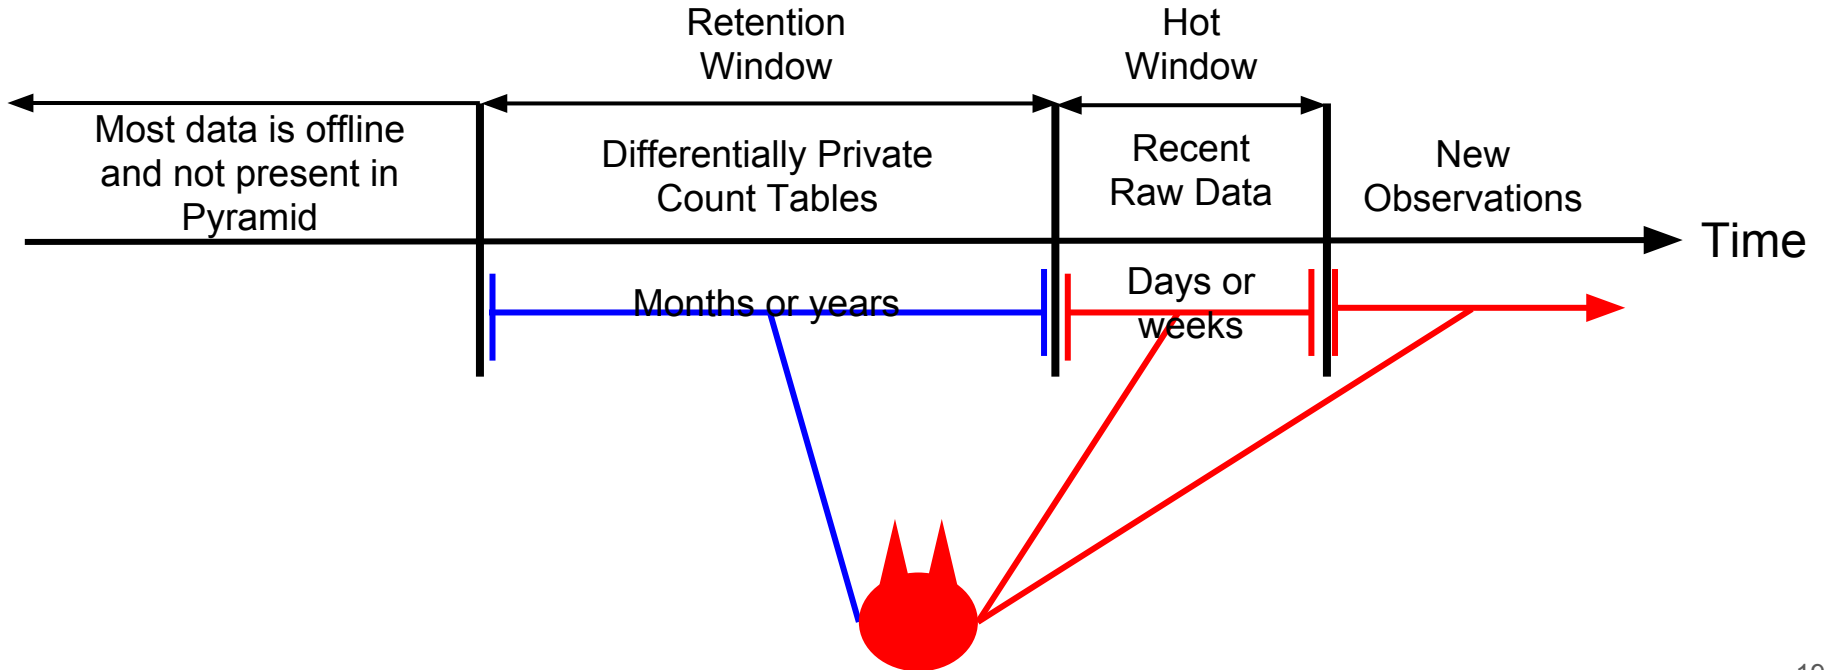 Retention
Window
Hot
Window
Most data is offline
and not present in
Pyramid
Differentially Private
Count Tables
Recent
Raw Data
New
Observations
Time
Months or years
Days or
weeks